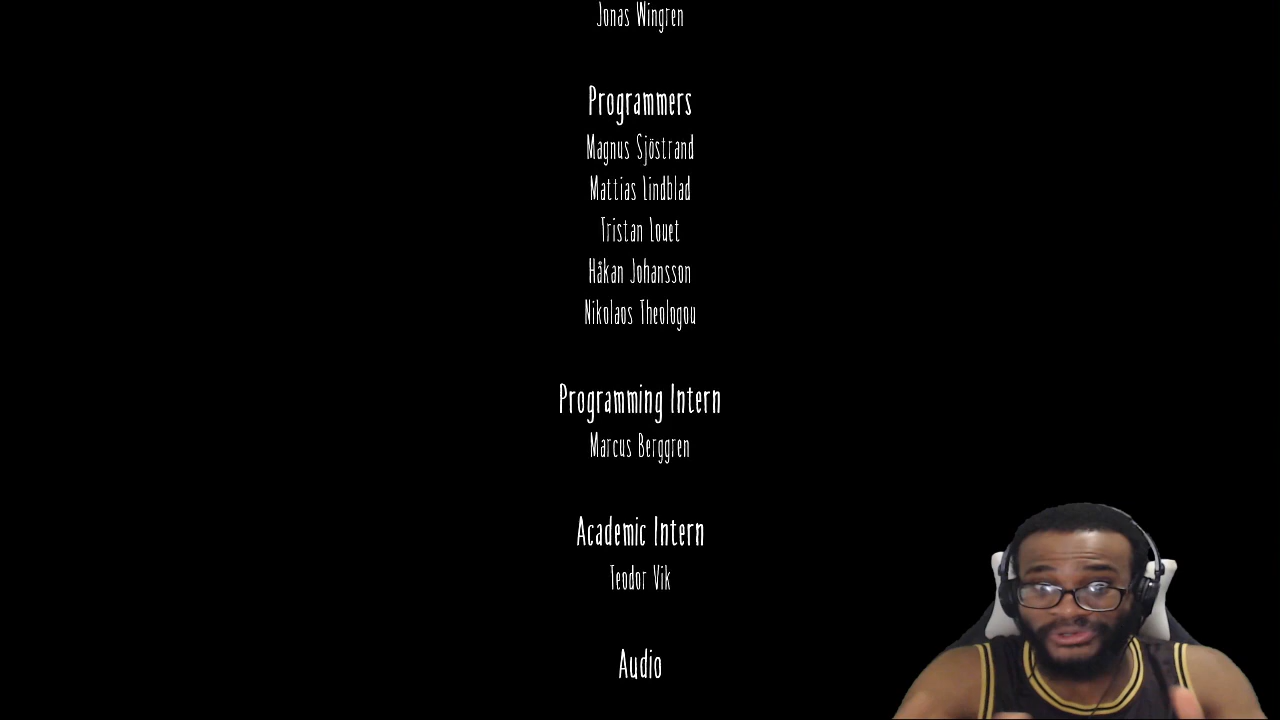 Jonas Wingren
Programmers
Magnus Sjöstrand
Mattias Lindblad
Tristan Louet
Håkan Johansson
Nikolaos Theologou
Programming Intern
Marcus Berggren
Academic Intern
Teodor Vik
Audio